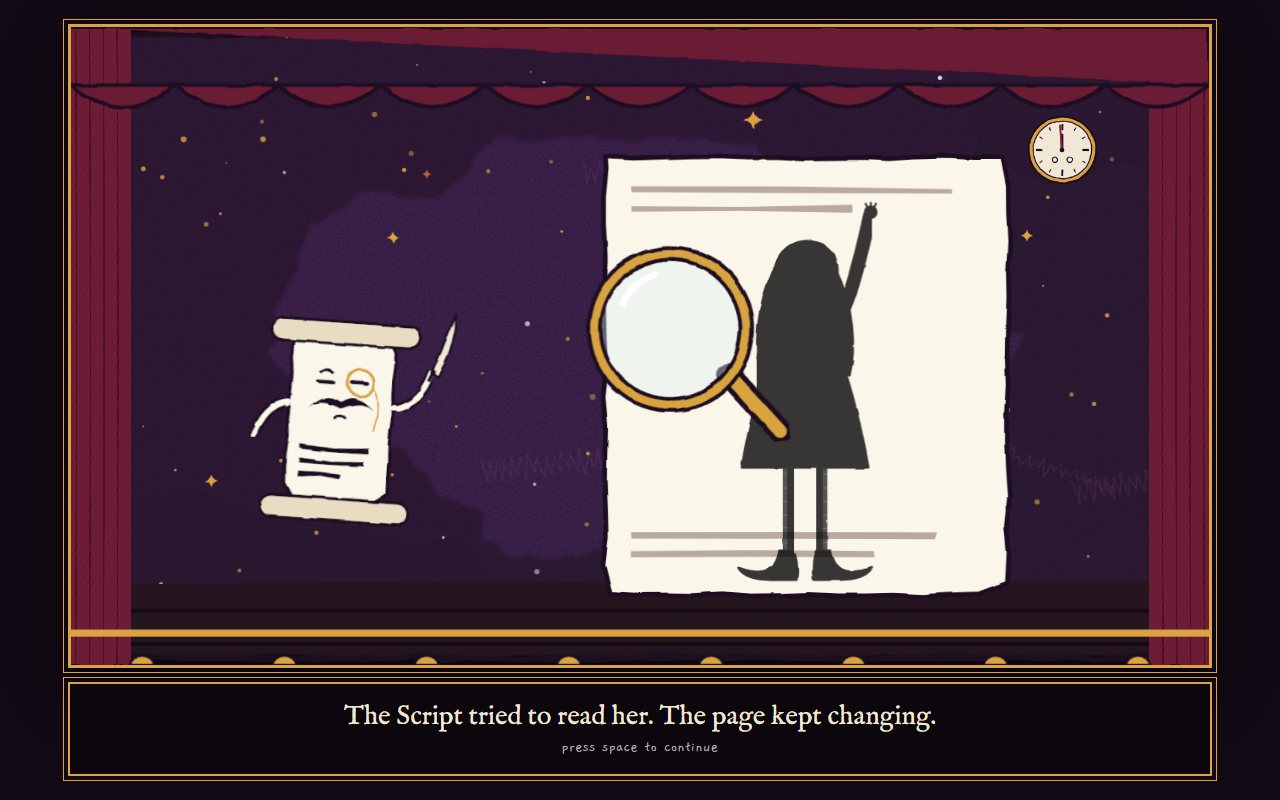 The Script tried to read her. The page kept changing.
press space to continue